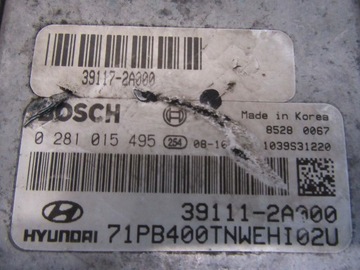 39117-2A000
BOSCH
0 281 015 495 254 08-10
Made in Korea
8528 0067
1039S31220
39111-2A000
HYUNDAI 71PB400TNWEHI02U